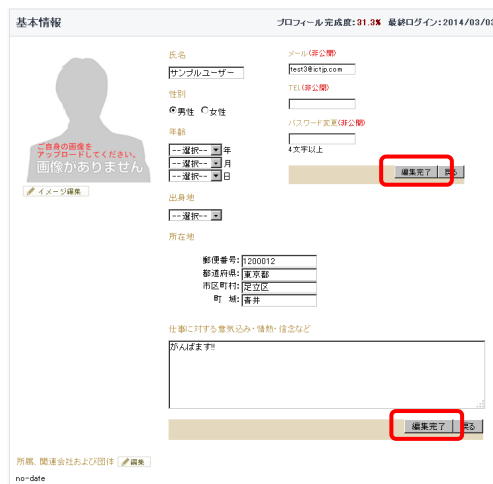 基本情報
プロフィール完成度:31.3% 最終ログイン:2014/03/03
氏名
サンプルユーザー
性別
男性 女性
年齢
--選択-- 年
--選択-- 月
--選択-- 日
出身地
--選択--
所在地
郵便番号: 1200012
都道府県: 東京都
市区町村: 足立区
町 域: 青井
メール(非公開)
test3@ictjp.com
TEL(非公開)
パスワード変更(非公開)
4文字以上
編集完了 戻る
ご自身の画像を
アップロードしてください。
画像がありません
イメージ編集
仕事に対する意気込み・情熱・信念など
がんばます!!
編集完了 戻る
所属、関連会社および団体 編集
no-date